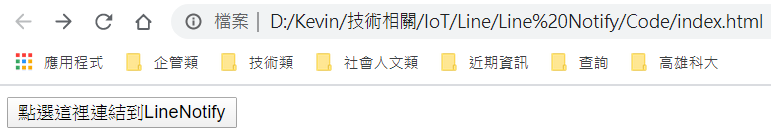 檔案 | D:/Kevin/技術相關/IoT/Line/Line%20Notify/Code/index.html
應用程式 企管類 技術類 社會人文類 近期資訊 查詢 高雄科大
點選這裡連結到LineNotify